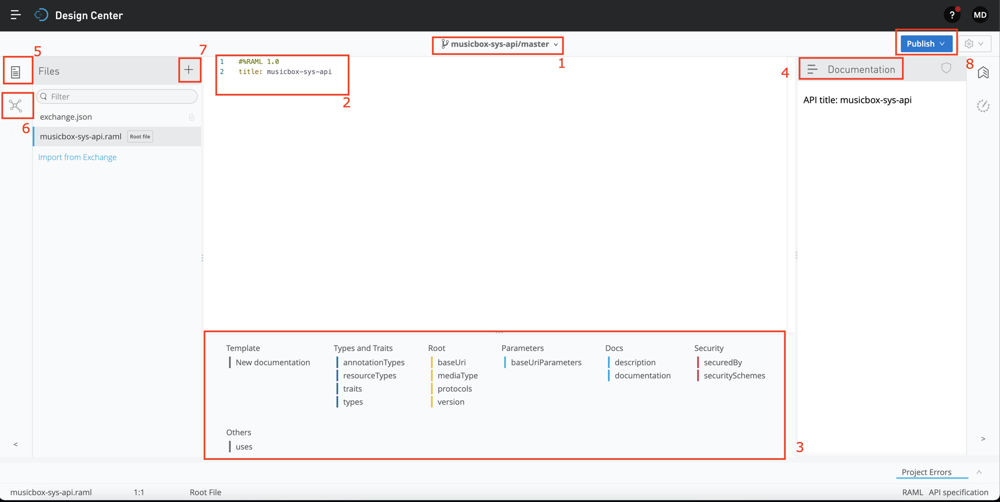 Design Center
?
MD
musicbox-sys-api/master
Publish
1
5
7
8
Files
1 #%RAML 1.0
2 title: musicbox-sys-api
2
4
Documentation
Filter
API title: musicbox-sys-api
6
exchange.json
musicbox-sys-api.raml Root file
Import from Exchange
Template
New documentation
Types and Traits
annotationTypes
resourceTypes
traits
types
Root
baseUri
mediaType
protocols
version
Parameters
baseUriParameters
Docs
description
documentation
Security
securedBy
securitySchemes
Others
uses
3
<
>
Project Errors
musicbox-sys-api.raml 1:1 Root File RAML API specification